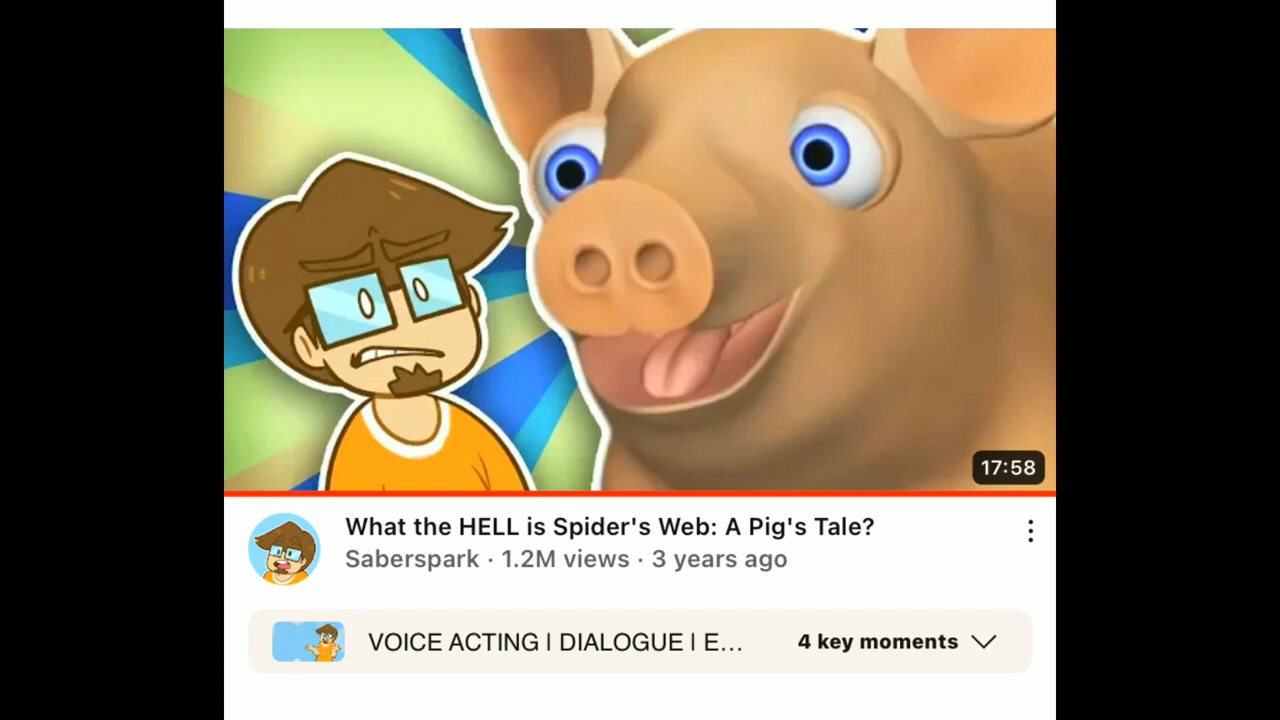 17:58
What the HELL is Spider's Web: A Pig's Tale?
Saberspark · 1.2M views · 3 years ago
VOICE ACTING | DIALOGUE | E... 4 key moments